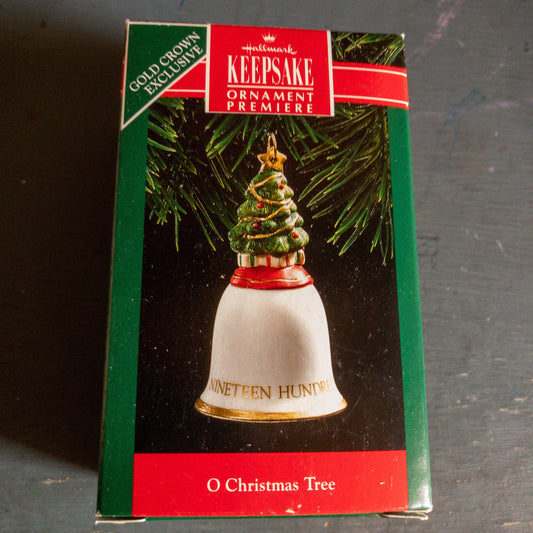 GOLD CROWN
EXCLUSIVE
Hallmark
KEEPSAKE
ORNAMENT
PREMIERE
NINETEEN HUNDR
O Christmas Tree